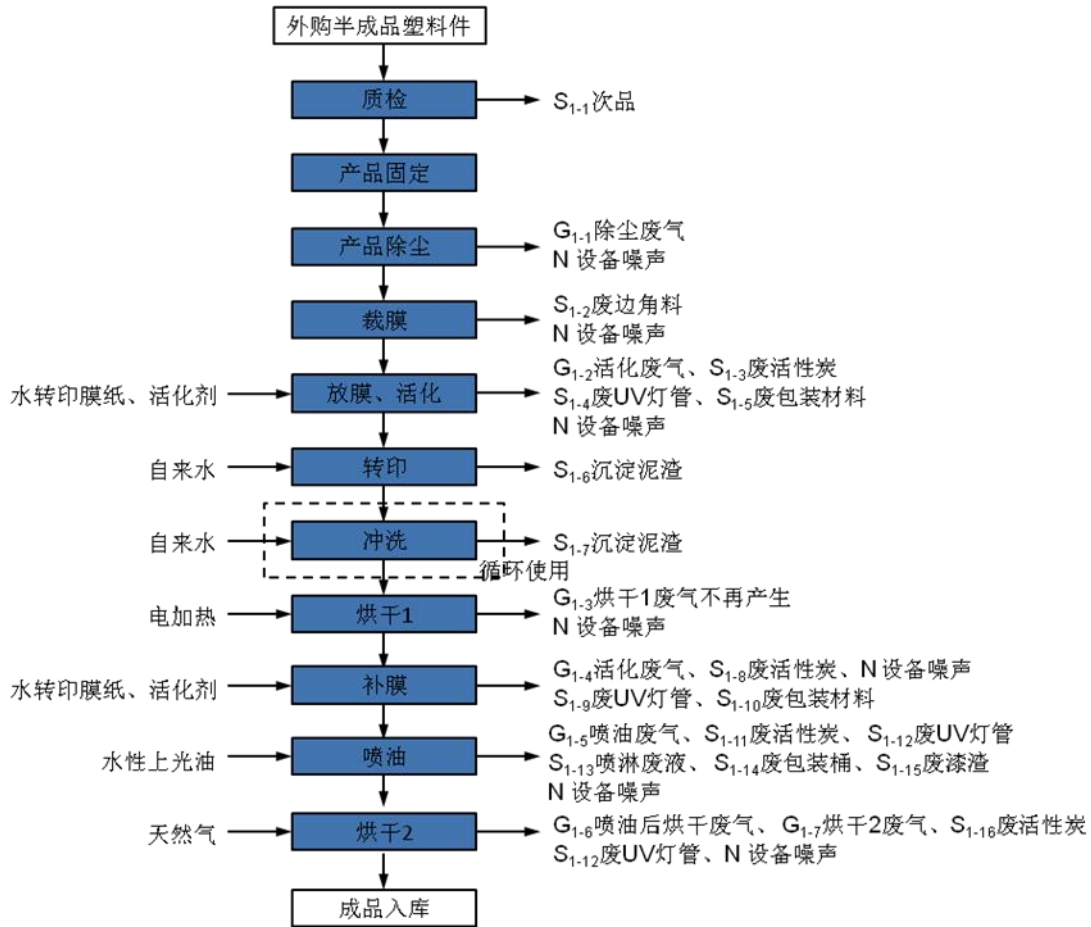 外购半成品塑料件
质检
S1-1次品
产品固定
产品除尘
G1-1除尘废气
N 设备噪声
裁膜
S1-2废边角料
N 设备噪声
水转印膜纸、活化剂
放膜、活化
G1-2活化废气、S1-3废活性炭
S1-4废UV灯管、S1-5废包装材料
N 设备噪声
自来水
转印
S1-6沉淀泥渣
自来水
冲洗
S1-7沉淀泥渣
循环使用
电加热
烘干1
G1-3烘干1废气不再产生
N 设备噪声
水转印膜纸、活化剂
补膜
G1-4活化废气、S1-8废活性炭、N 设备噪声
S1-9废UV灯管、S1-10废包装材料
水性上光油
喷油
G1-5喷油废气、S1-11废活性炭、S1-12废UV灯管
S1-13喷淋废液、S1-14废包装桶、S1-15废漆渣
N 设备噪声
天然气
烘干2
G1-6喷油后烘干废气、G1-7烘干2废气、S1-16废活性炭
S1-12废UV灯管、N 设备噪声
成品入库